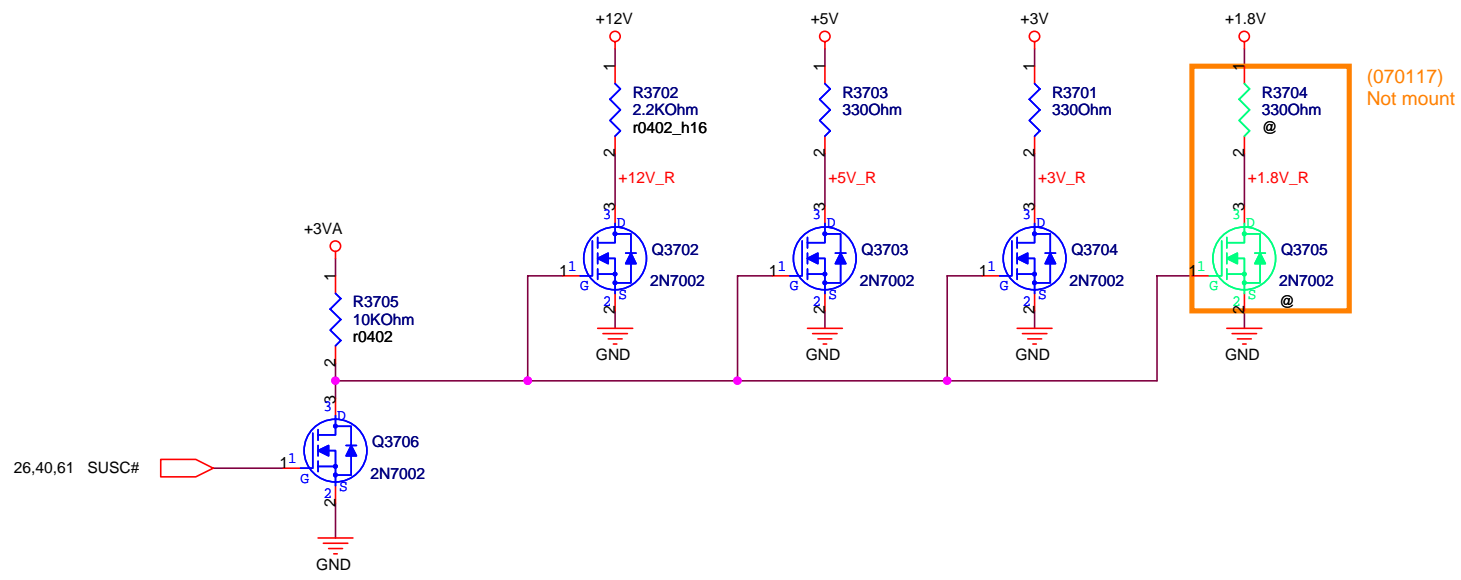 +12V
+5V
+3V
+1.8V
1
1
1
1
(070117)
Not mount
R3702
2.2KOhm
r0402_h16
R3703
330Ohm
R3701
330Ohm
R3704
330Ohm
@
2
2
2
2
+12V_R
+5V_R
+3V_R
+1.8V_R
3
3
3
3
3 D
3 D
3 D
3 D
+3VA
Q3702
2N7002
Q3703
2N7002
Q3704
2N7002
Q3705
2N7002
@
1 1
1 1
1 1
1 1
G
G
G
G
2 S
2 S
2 S
2 S
2
2
2
2
GND
GND
GND
GND
1
R3705
10KOhm
r0402
2
3
3 D
Q3706
2N7002
26,40,61 SUSC#
1 1
G
2 S
2
GND